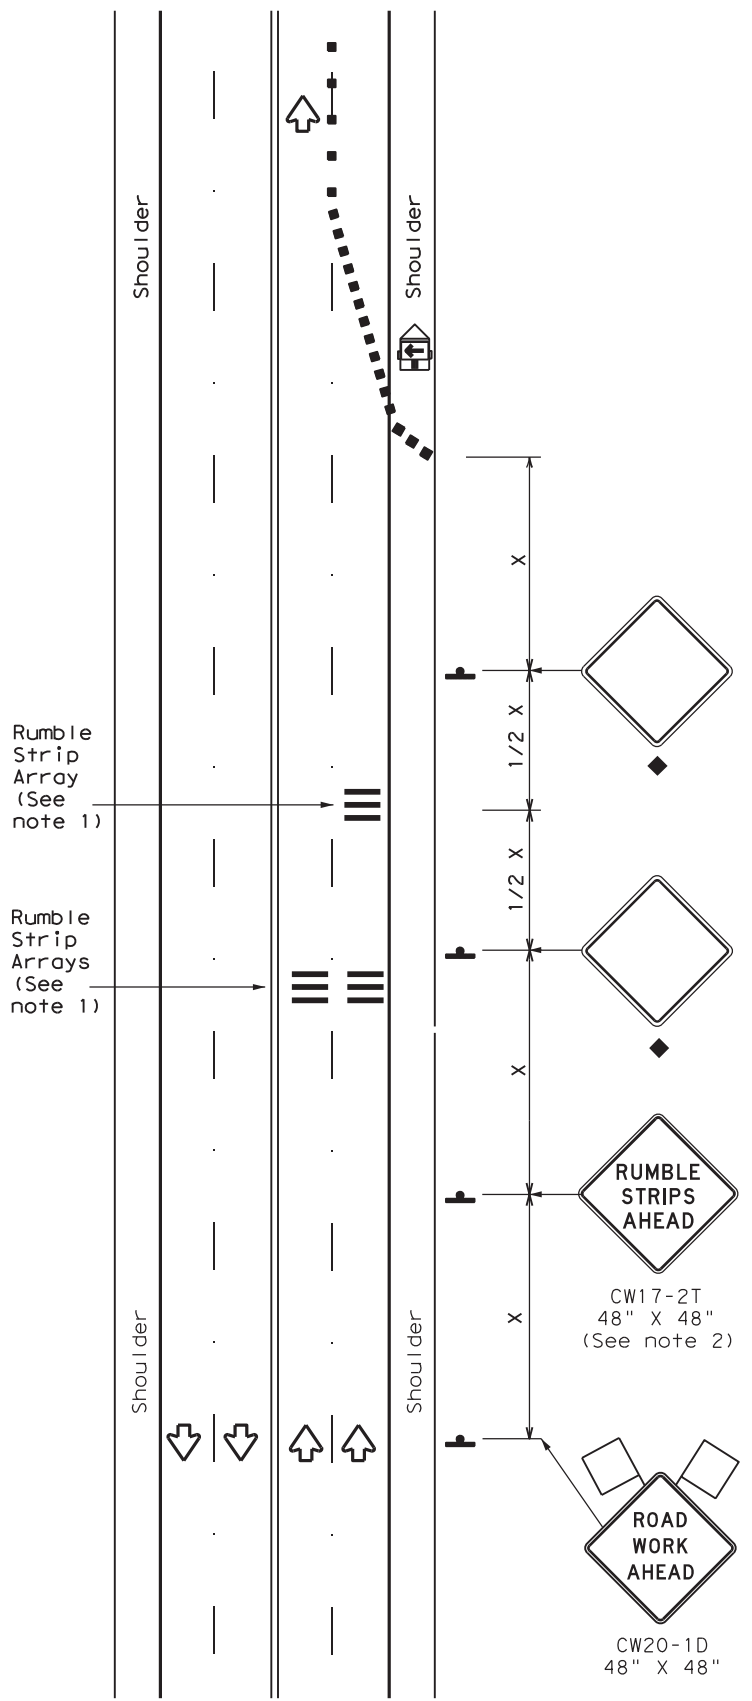 Shoulder
Shoulder
X
1/2 X
Rumble
Strip
Array
(See
note 1)
1/2 X
Rumble
Strip
Arrays
(See
note 1)
X
RUMBLE
STRIPS
AHEAD
CW17-2T
48" X 48"
(See note 2)
X
Shoulder
Shoulder
ROAD
WORK
AHEAD
CW20-1D
48" X 48"